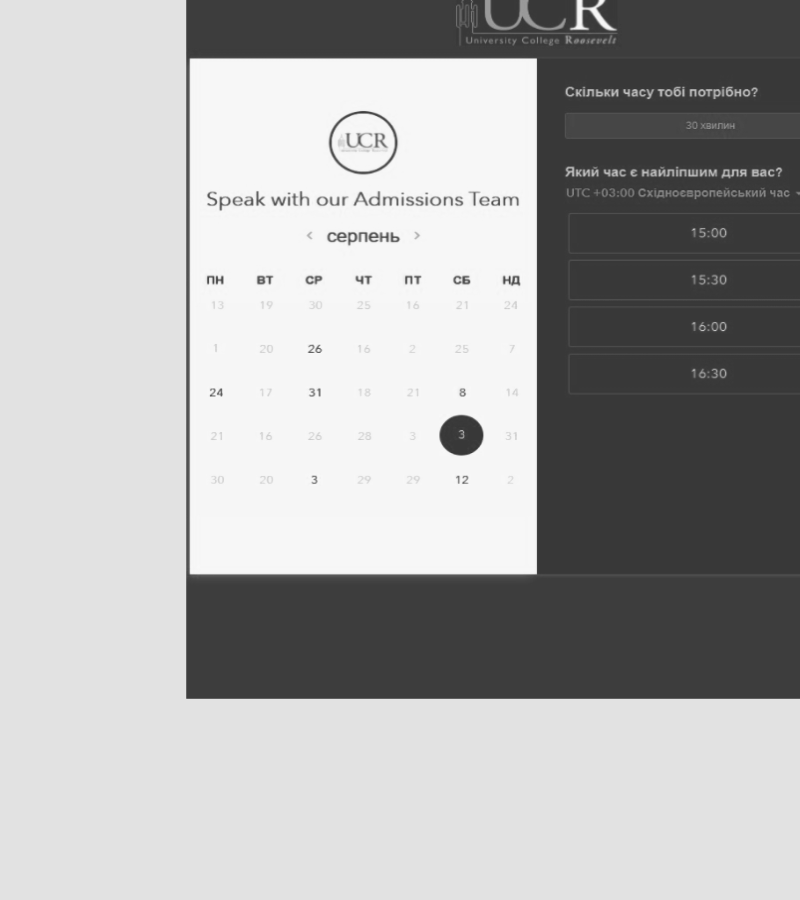 UCR
University College Roosevelt
UCR
Speak with our Admissions Team
< серпень >
ПН ВТ СР ЧТ ПТ СБ НД
13 19 30 25 16 21 24
1 20 26 16 2 25 7
24 17 31 18 21 8 14
21 16 26 28 3 3 31
30 20 3 29 29 12 2
Скільки часу тобі потрібно?
30 хвилин
Який час є найліпшим для вас?
UTC +03:00 Східноєвропейський час
15:00
15:30
16:00
16:30